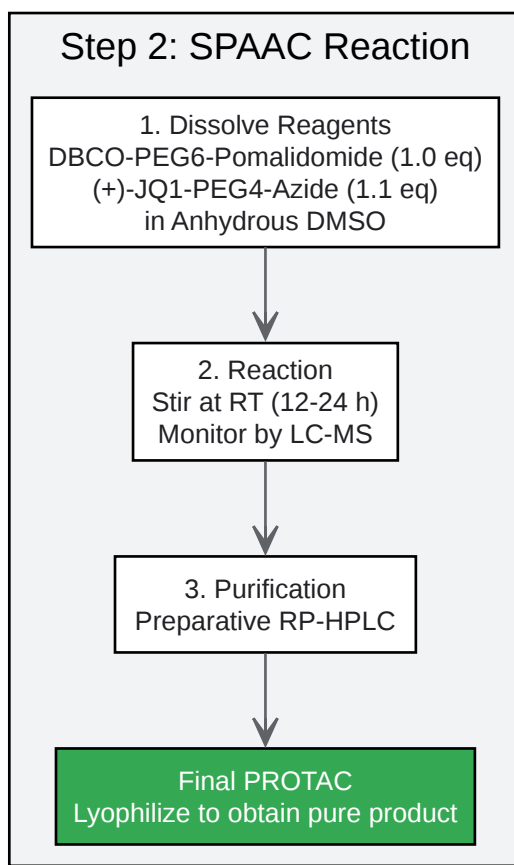 Step 2: SPAAC Reaction
1. Dissolve Reagents
DBCO-PEG6-Pomalidomide (1.0 eq)
(+)-JQ1-PEG4-Azide (1.1 eq)
in Anhydrous DMSO
2. Reaction
Stir at RT (12-24 h)
Monitor by LC-MS
3. Purification
Preparative RP-HPLC
Final PROTAC
Lyophilize to obtain pure product